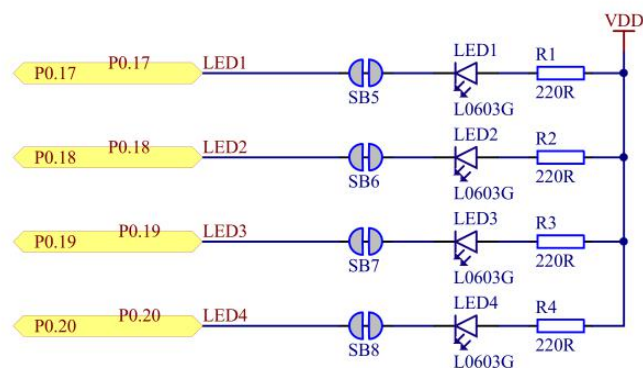 VDD
P0.17 P0.17 LED1 SB5 LED1 L0603G R1 220R
P0.18 P0.18 LED2 SB6 LED2 L0603G R2 220R
P0.19 P0.19 LED3 SB7 LED3 L0603G R3 220R
P0.20 P0.20 LED4 SB8 LED4 L0603G R4 220R